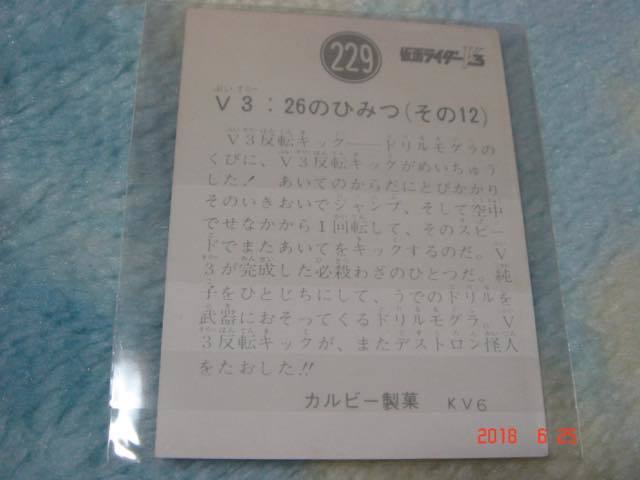 229 仮面ライダーV3
V3：26のひみつ(その12)
V3反転キック――ドリルモグラの
くびに、V3反転キックがめいちゅう
した！ あいてのからだにとびかかり
そのいきおいでジャンプ、そして空中
でせなかから1回転して、そのスピー
ドでまたあいてをキックするのだ。V
3が完成した必殺わざのひとつだ。純
子をひとじちにして、うでのドリルを
武器におそってくるドリルモグラ。V
3反転キックが、またデストロン怪人
をたおした!!
カルビー製菓 KV6
2018 6 25